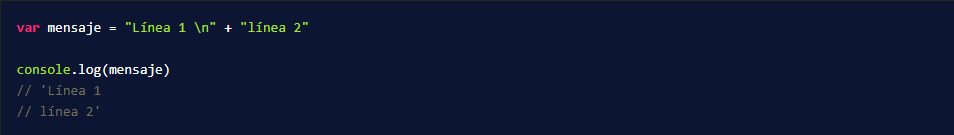 var mensaje = "Línea 1 \n" + "línea 2"
console.log(mensaje)
// 'Línea 1
// línea 2'